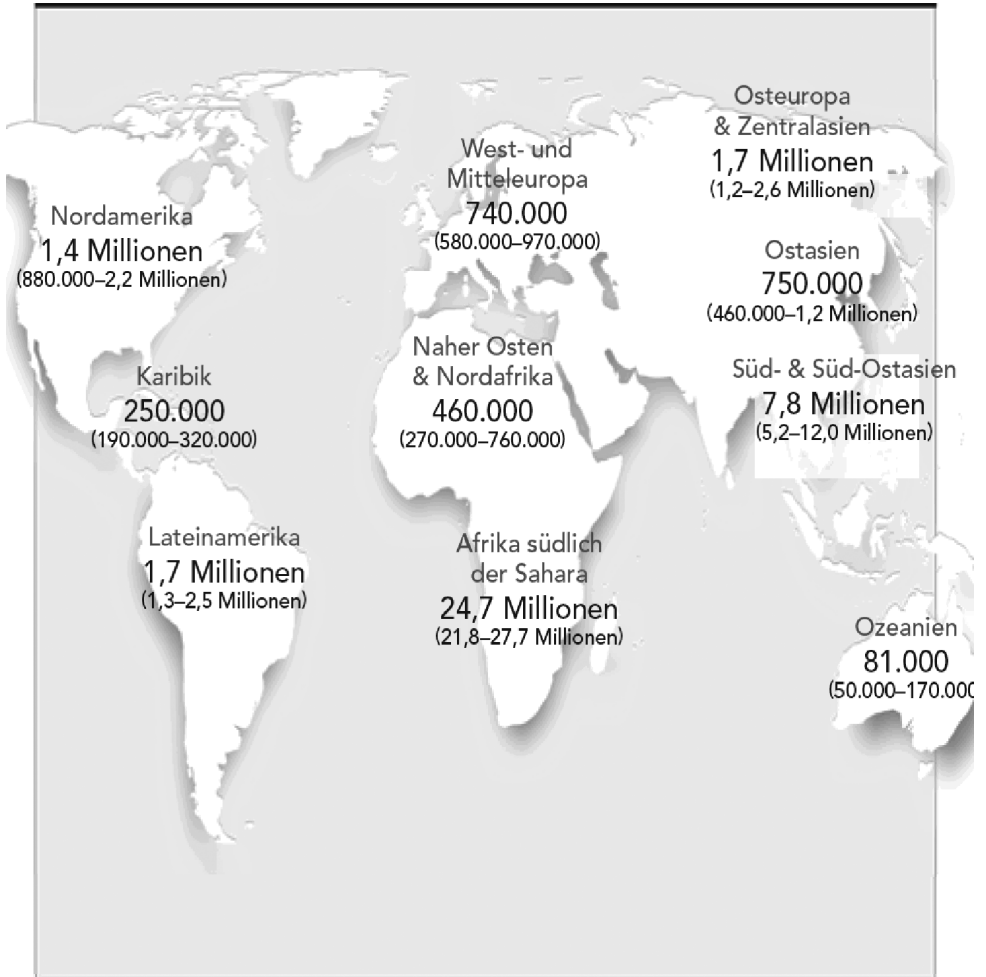 Osteuropa
& Zentralasien
1,7 Millionen
(1,2–2,6 Millionen)
West- und
Mitteleuropa
740.000
(580.000–970.000)
Nordamerika
1,4 Millionen
(880.000–2,2 Millionen)
Ostasien
750.000
(460.000–1,2 Millionen)
Naher Osten
& Nordafrika
460.000
(270.000–760.000)
Karibik
250.000
(190.000–320.000)
Süd- & Süd-Ostasien
7,8 Millionen
(5,2–12,0 Millionen)
Lateinamerika
1,7 Millionen
(1,3–2,5 Millionen)
Afrika südlich
der Sahara
24,7 Millionen
(21,8–27,7 Millionen)
Ozeanien
81.000
(50.000–170.000